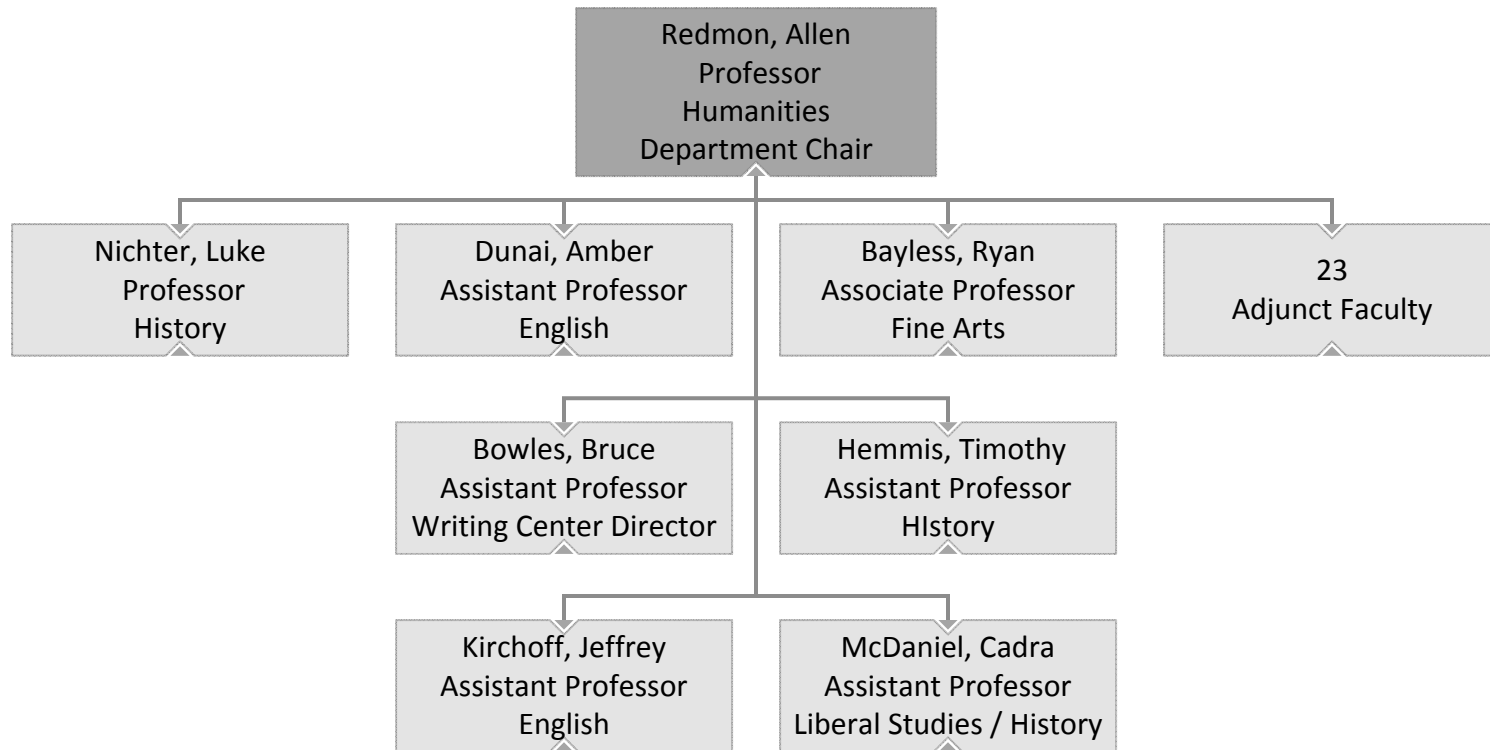 Redmon, Allen
Professor
Humanities
Department Chair
Nichter, Luke
Professor
History
Dunai, Amber
Assistant Professor
English
Bayless, Ryan
Associate Professor
Fine Arts
23
Adjunct Faculty
Bowles, Bruce
Assistant Professor
Writing Center Director
Hemmis, Timothy
Assistant Professor
HIstory
Kirchoff, Jeffrey
Assistant Professor
English
McDaniel, Cadra
Assistant Professor
Liberal Studies / History